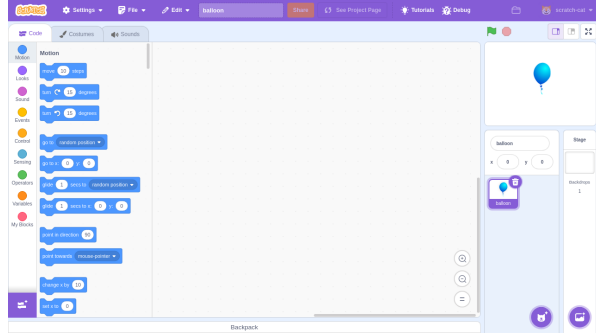 SCRATCH
Settings
File
Edit
balloon
Share
See Project Page
Tutorials
Debug
scratch-cat
Code
Costumes
Sounds
Motion
Looks
Sound
Events
Control
Sensing
Operators
Variables
My Blocks
Motion
move 10 steps
turn 15 degrees
turn 15 degrees
go to random position
go to x: 0 y: 0
glide 1 secs to random position
glide 1 secs to x: 0 y: 0
point in direction 90
point towards mouse-pointer
change x by 10
set x to 0
balloon
x 0 y 0
balloon
Stage
Backdrops
1
Backpack